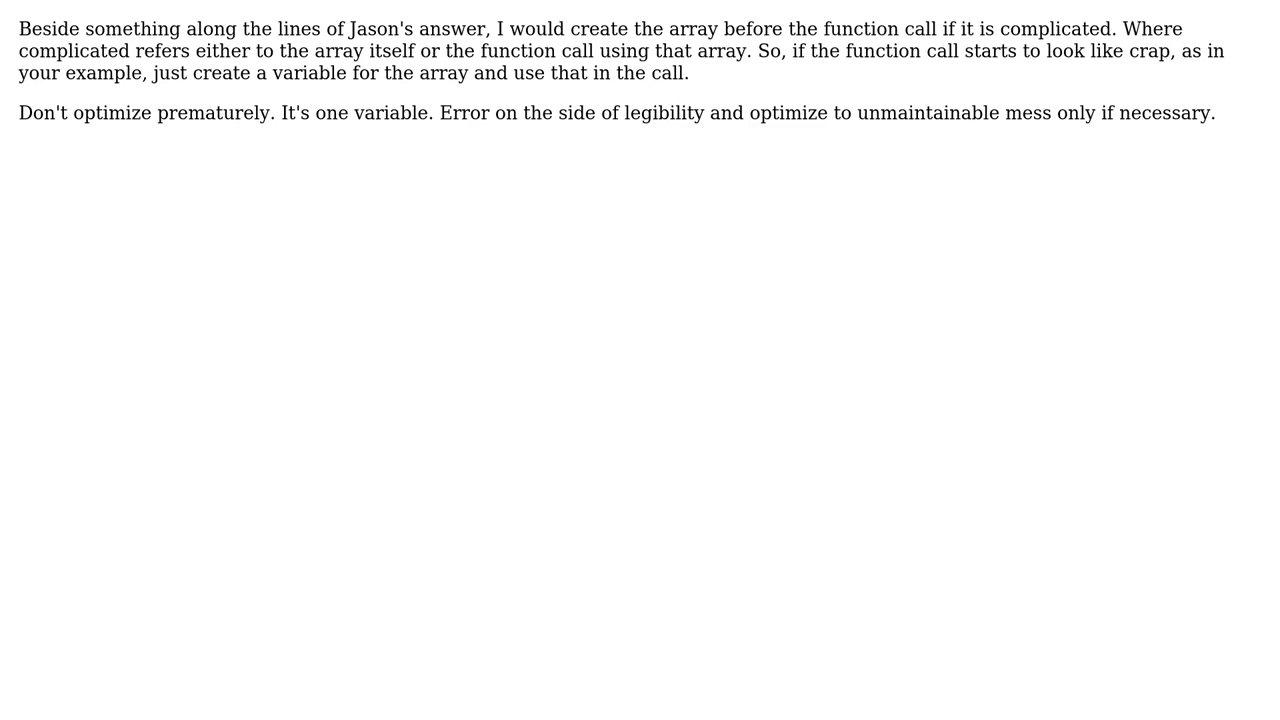 Beside something along the lines of Jason's answer, I would create the array before the function call if it is complicated. Where
complicated refers either to the array itself or the function call using that array. So, if the function call starts to look like crap, as in
your example, just create a variable for the array and use that in the call.
Don't optimize prematurely. It's one variable. Error on the side of legibility and optimize to unmaintainable mess only if necessary.